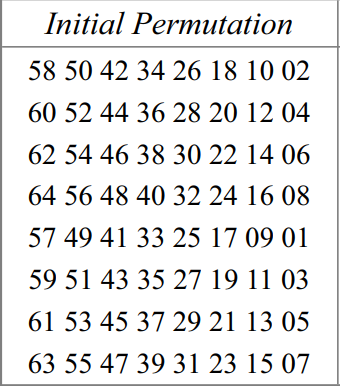 Initial Permutation
58 50 42 34 26 18 10 02
60 52 44 36 28 20 12 04
62 54 46 38 30 22 14 06
64 56 48 40 32 24 16 08
57 49 41 33 25 17 09 01
59 51 43 35 27 19 11 03
61 53 45 37 29 21 13 05
63 55 47 39 31 23 15 07